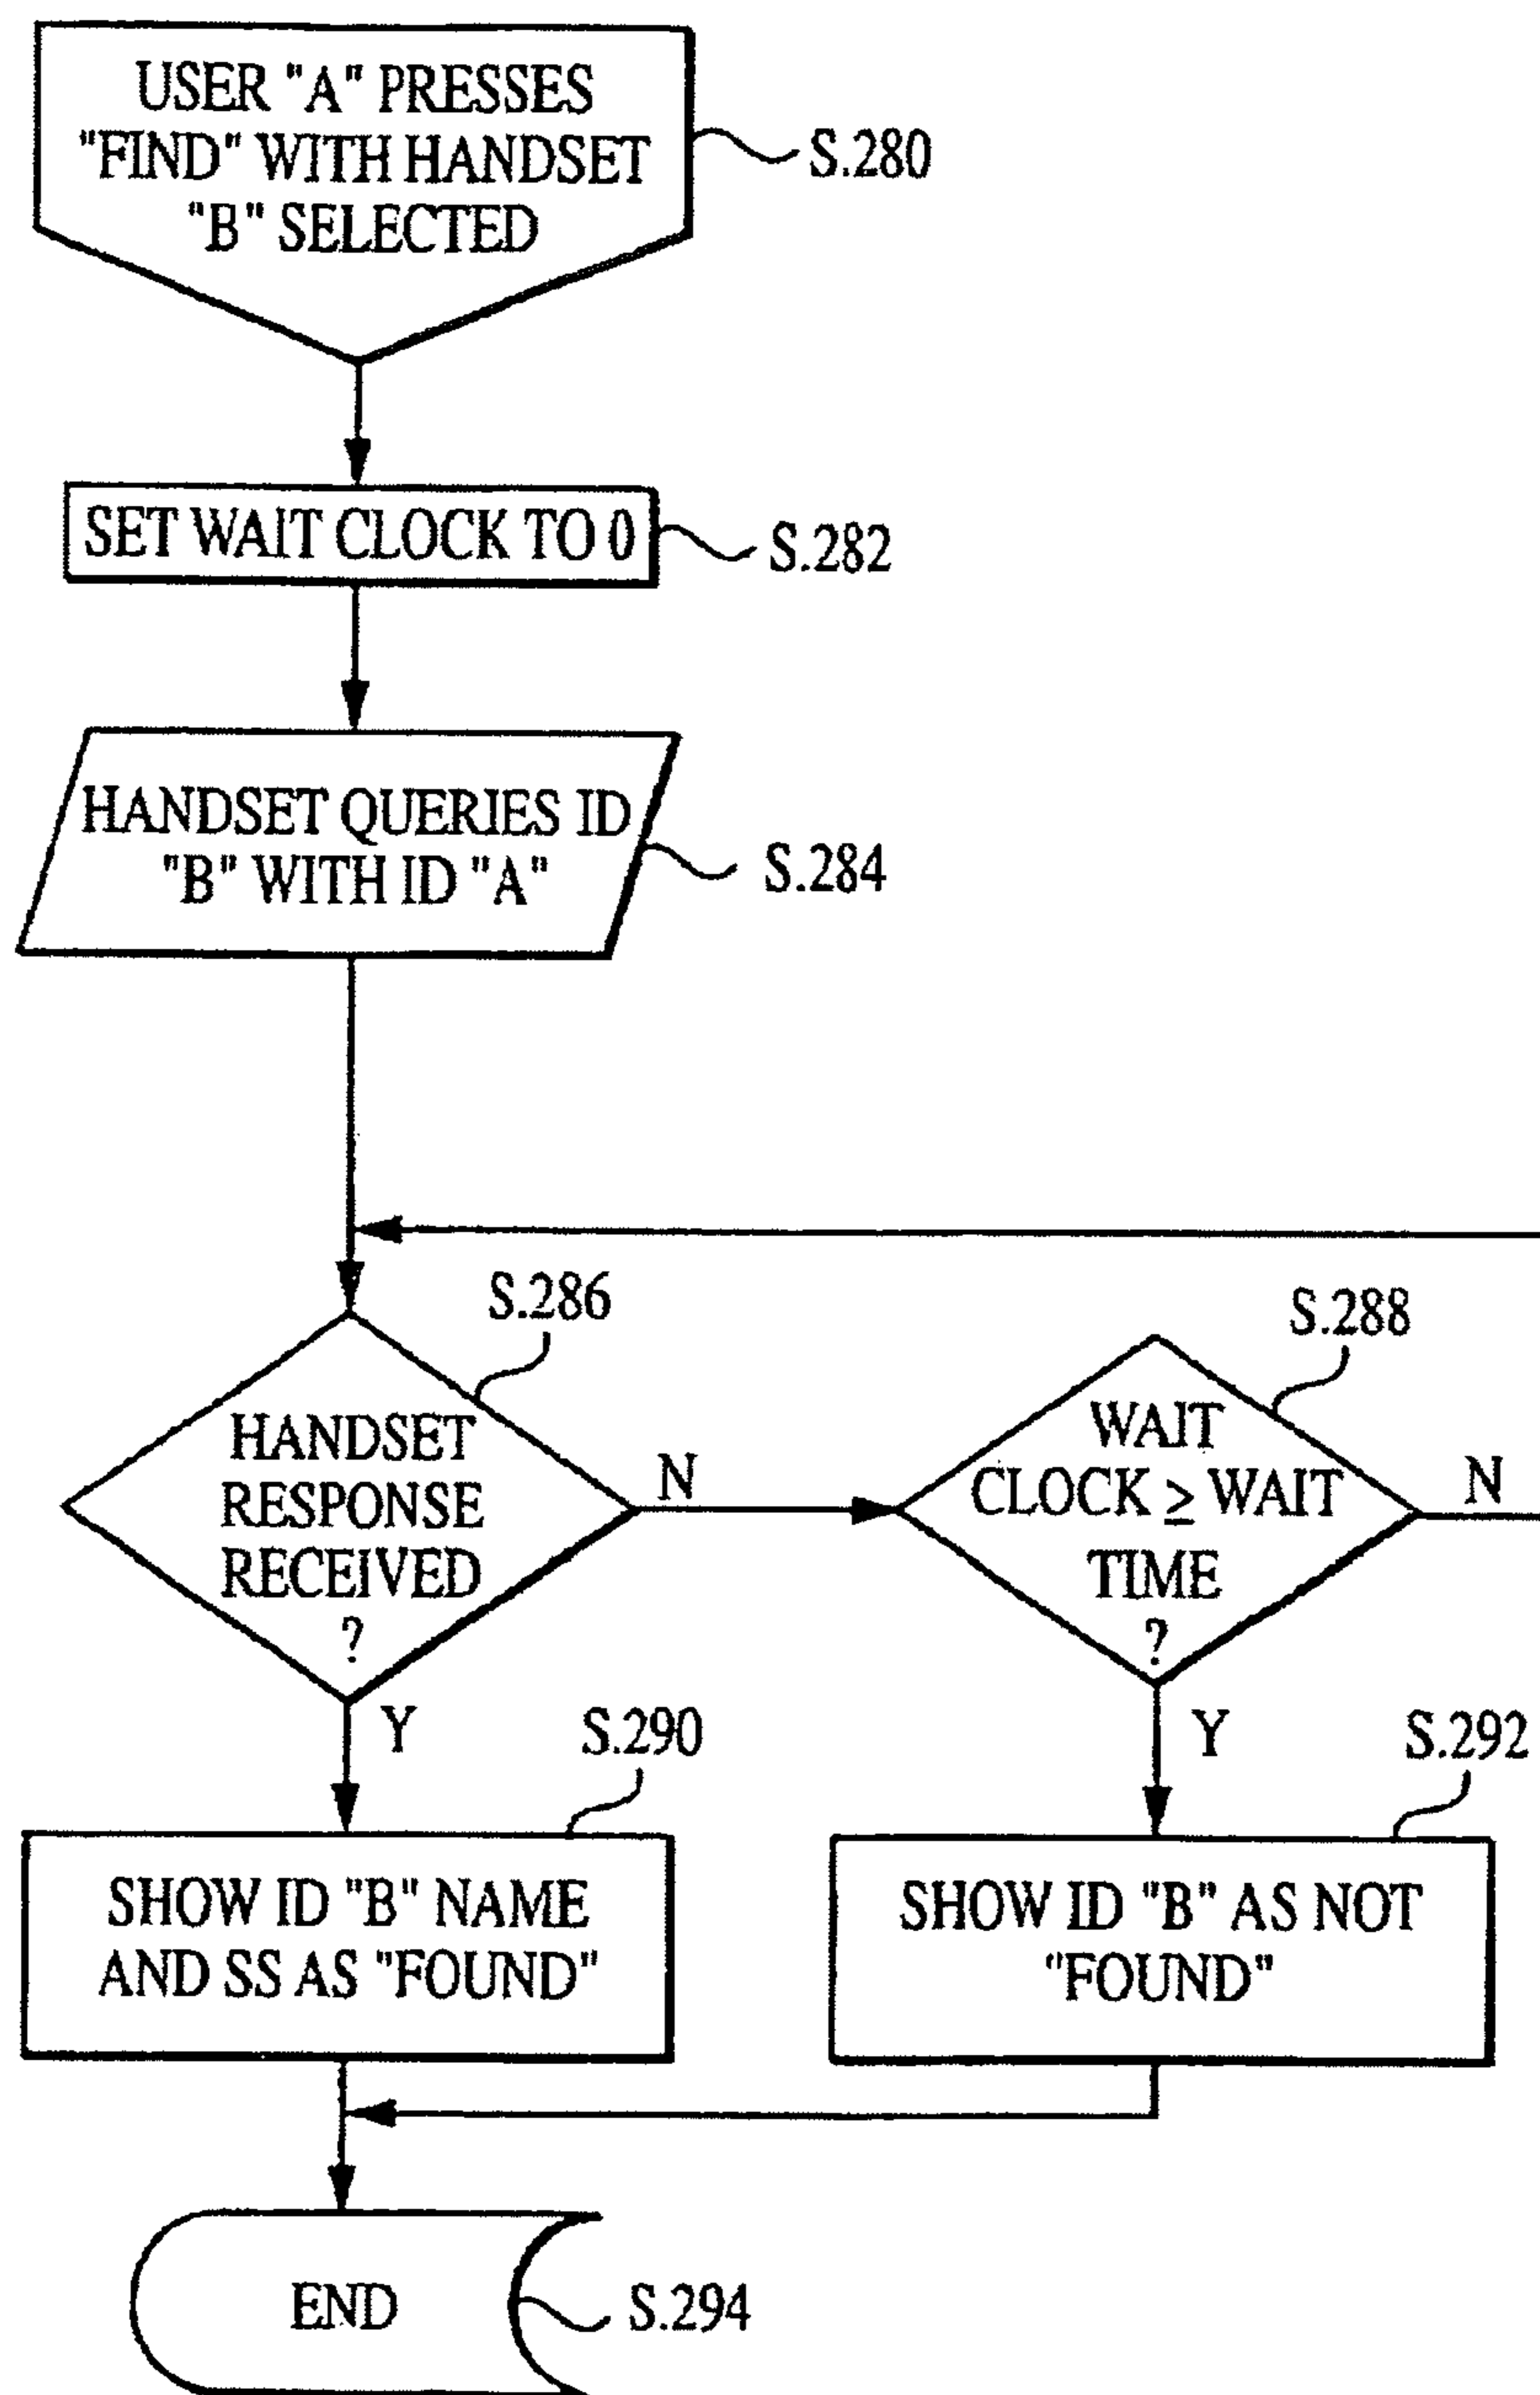 USER "A" PRESSES
"FIND" WITH HANDSET
"B" SELECTED
S.280
SET WAIT CLOCK TO 0
S.282
HANDSET QUERIES ID
"B" WITH ID "A"
S.284
S.286
HANDSET
RESPONSE
RECEIVED
?
N
Y
S.288
WAIT
CLOCK ≥ WAIT
TIME
?
N
Y
S.290
SHOW ID "B" NAME
AND SS AS "FOUND"
S.292
SHOW ID "B" AS NOT
"FOUND"
END
S.294